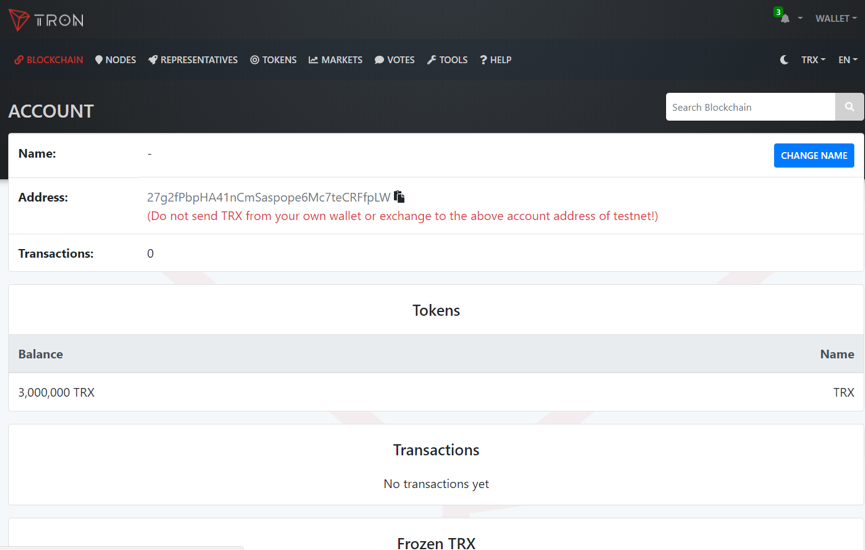 TRON
3
WALLET
BLOCKCHAIN NODES REPRESENTATIVES TOKENS MARKETS VOTES TOOLS HELP TRX EN
ACCOUNT
Search Blockchain
Name: -
CHANGE NAME
Address: 27g2fPbpHA41nCmSaspope6Mc7teCRFfpLW
(Do not send TRX from your own wallet or exchange to the above account address of testnet!)
Transactions: 0
Tokens
Balance Name
3,000,000 TRX TRX
Transactions
No transactions yet
Frozen TRX